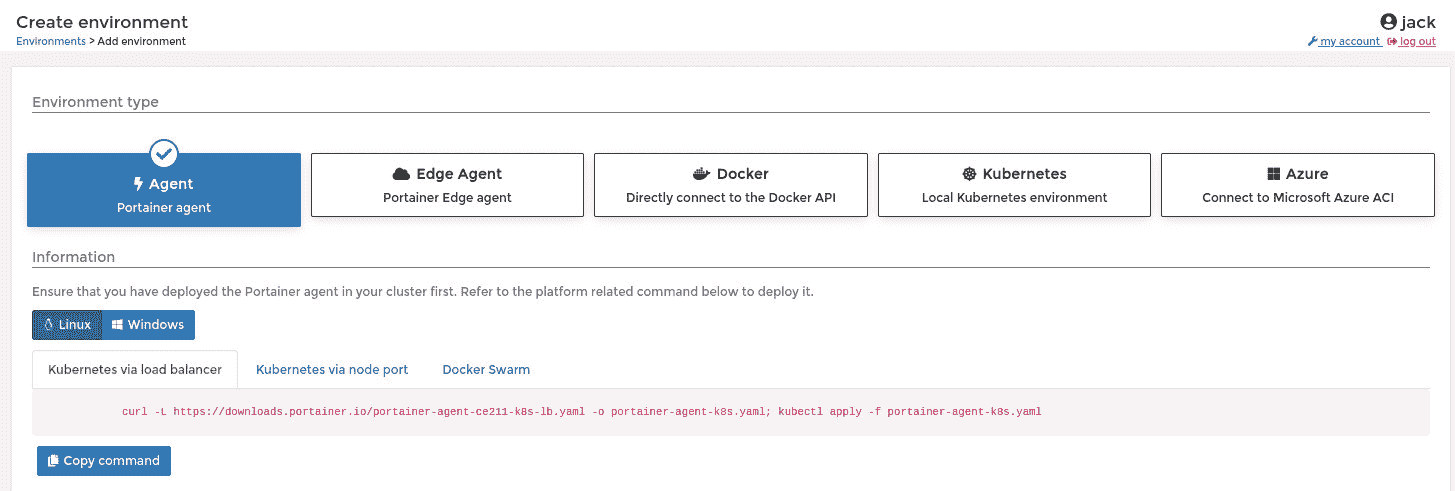 Create environment
jack
Environments > Add environment
my account log out
Environment type
Agent
Portainer agent
Edge Agent
Portainer Edge agent
Docker
Directly connect to the Docker API
Kubernetes
Local Kubernetes environment
Azure
Connect to Microsoft Azure ACI
Information
Ensure that you have deployed the Portainer agent in your cluster first. Refer to the platform related command below to deploy it.
Linux Windows
Kubernetes via load balancer Kubernetes via node port Docker Swarm
curl -L https://downloads.portainer.io/portainer-agent-ce211-k8s-lb.yaml -o portainer-agent-k8s.yaml; kubectl apply -f portainer-agent-k8s.yaml
Copy command